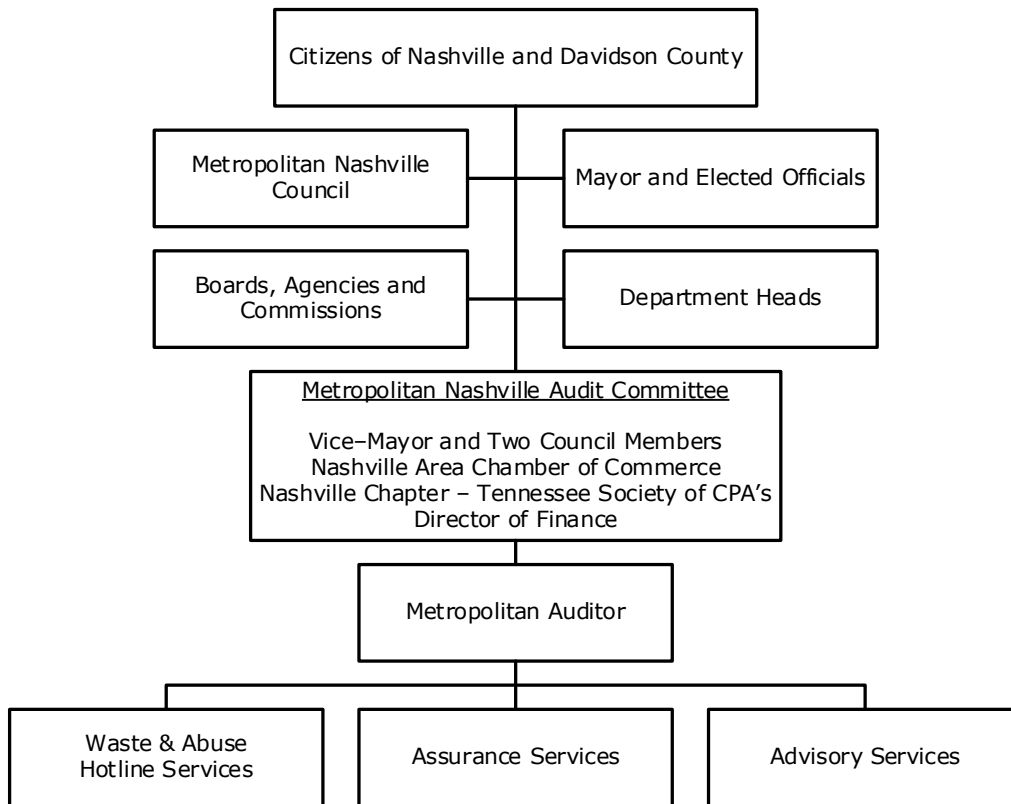 Citizens of Nashville and Davidson County
Metropolitan Nashville
Council
Mayor and Elected Officials
Boards, Agencies and
Commissions
Department Heads
Metropolitan Nashville Audit Committee
Vice–Mayor and Two Council Members
Nashville Area Chamber of Commerce
Nashville Chapter – Tennessee Society of CPA’s
Director of Finance
Metropolitan Auditor
Waste & Abuse
Hotline Services
Assurance Services
Advisory Services